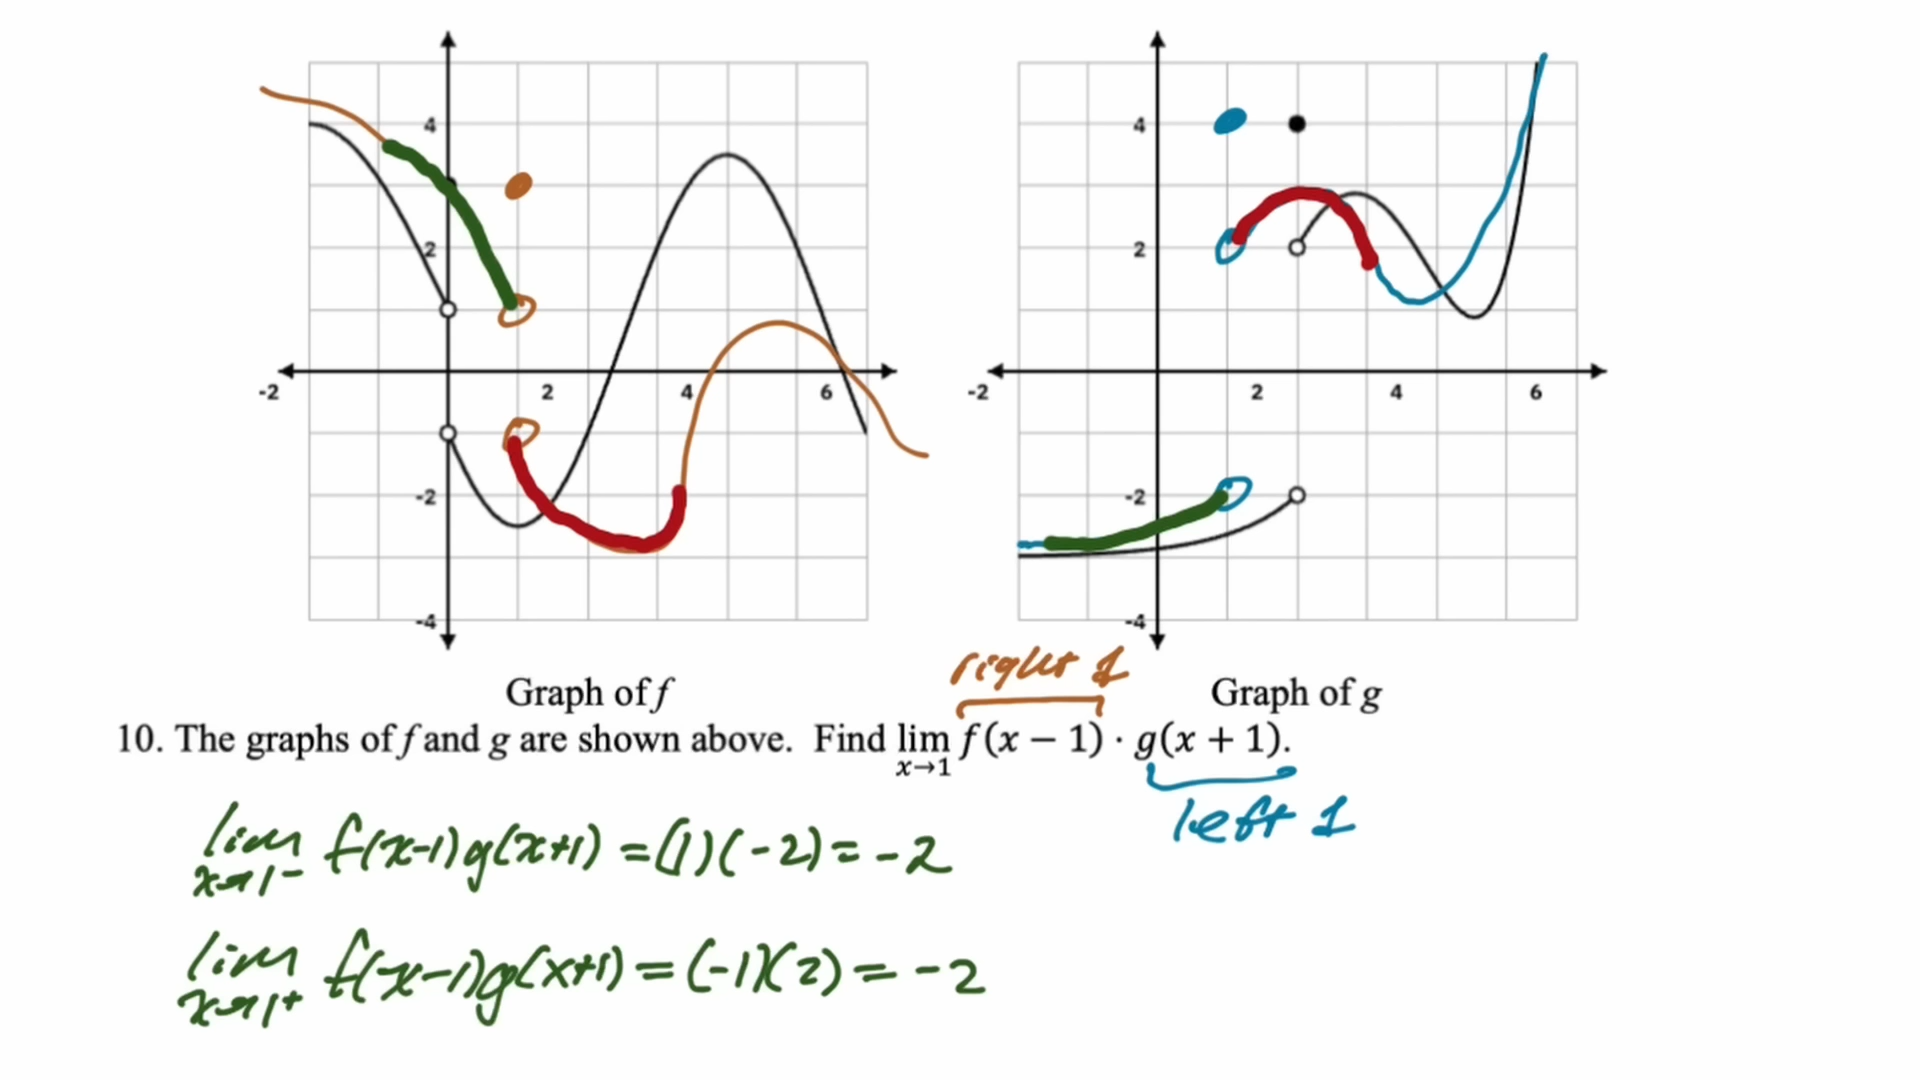 4
2
-2
2
4
6
-2
-4
4
2
-2
2
4
6
-2
-4
right 1
Graph of f
Graph of g
10. The graphs of f and g are shown above. Find lim x→1 f(x − 1) · g(x + 1).
left 1
lim x→1⁻ f(x-1)g(x+1) = (1)(-2) = -2
lim x→1⁺ f(x-1)g(x+1) = (-1)(2) = -2